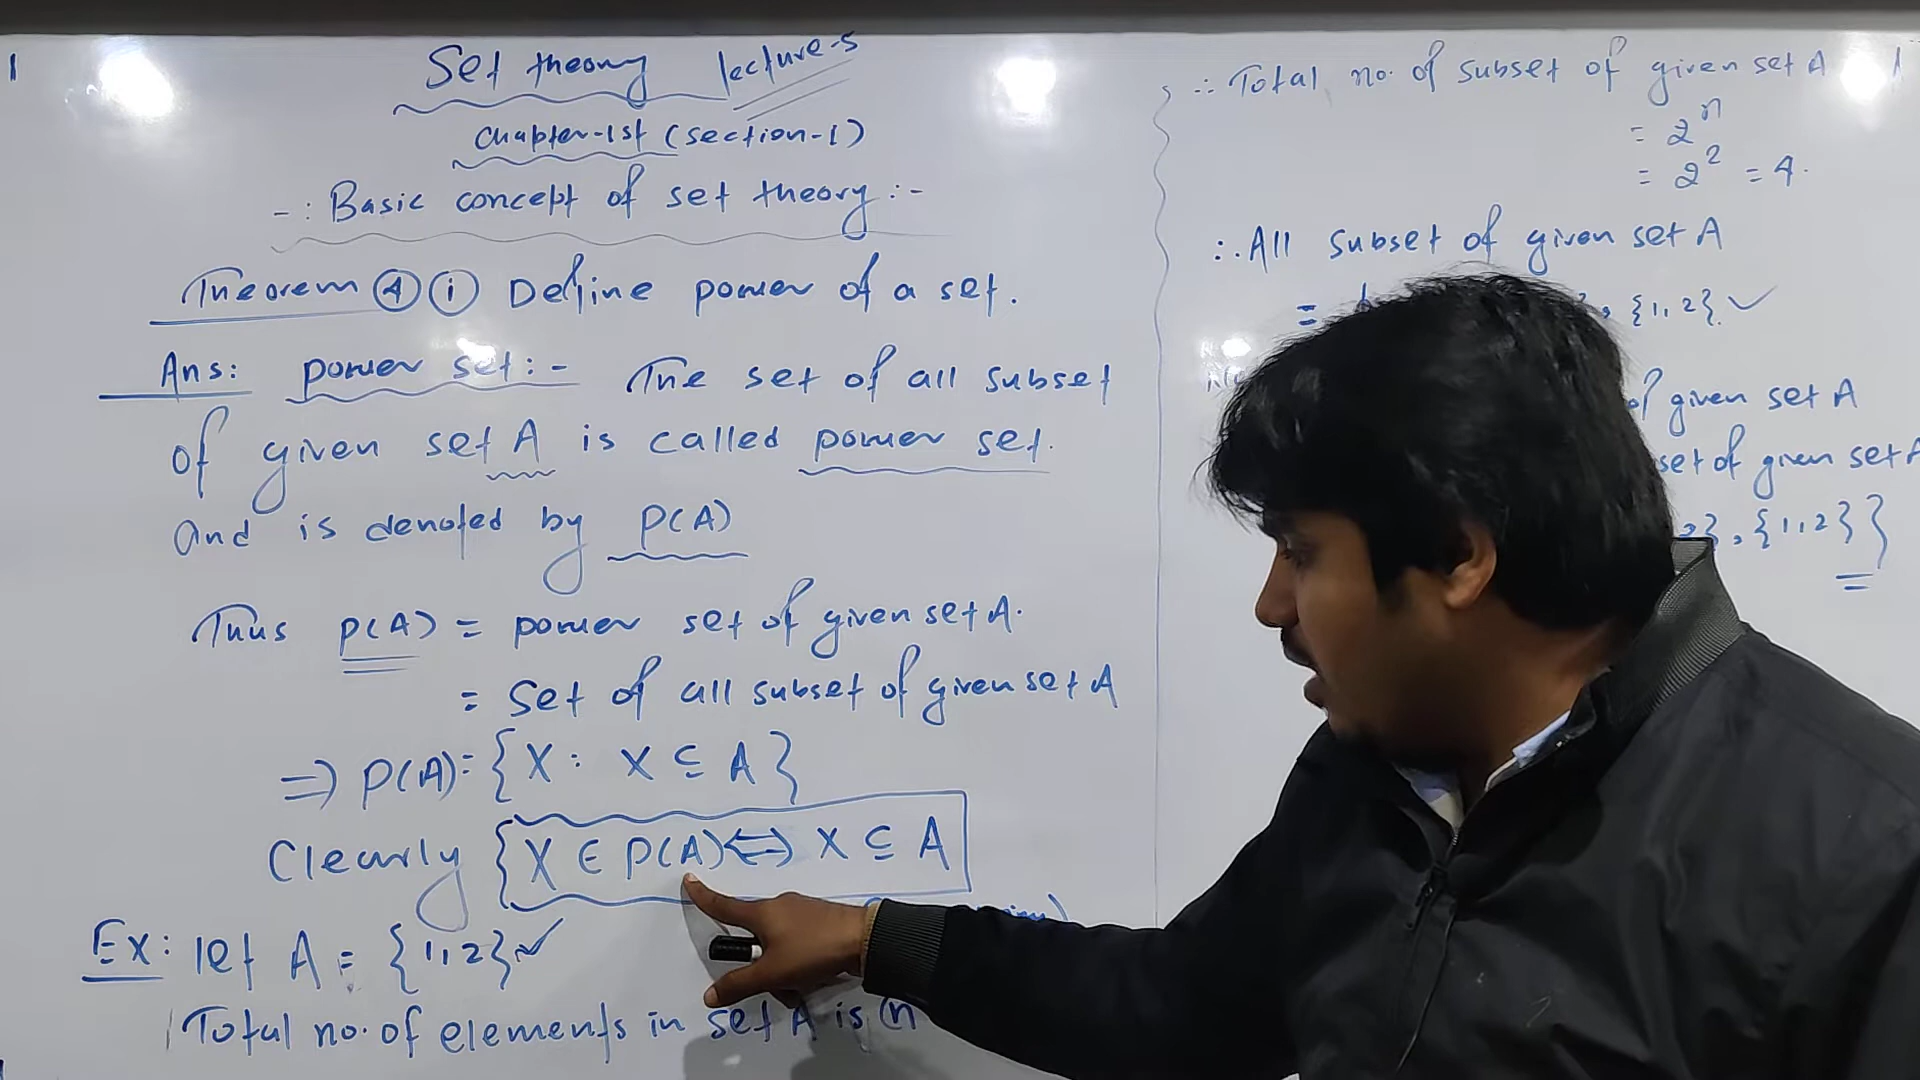 Set theory lecture-5
Chapter-1st (section-1)
-: Basic concept of set theory :-
Theorem ④ ⓘ Define power of a set.
Ans: power set :- The set of all subset
of given set A is called power set.
and is denoted by P(A)
Thus P(A) = power set of given set A.
= Set of all subset of given set A
⇒ P(A) = {X : X ⊆ A}
Clearly {X ∈ P(A) ⇔ X ⊆ A
Ex: let A = {1,2} ✓
Total no. of elements in set A is (n
∴ Total no. of subset of given set A
= 2^n
= 2^2 = 4.
∴ All subset of given set A
= , {1,2}. ✓
of given set A
set of given set A
2}, {1,2}}